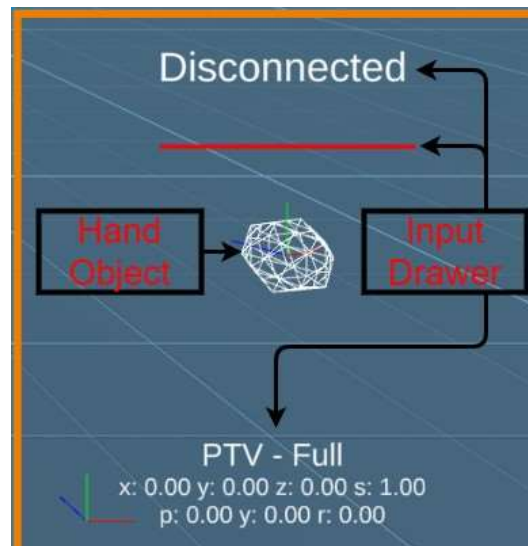 Disconnected
Hand
Object
Input
Drawer
PTV - Full
x: 0.00 y: 0.00 z: 0.00 s: 1.00
p: 0.00 y: 0.00 r: 0.00